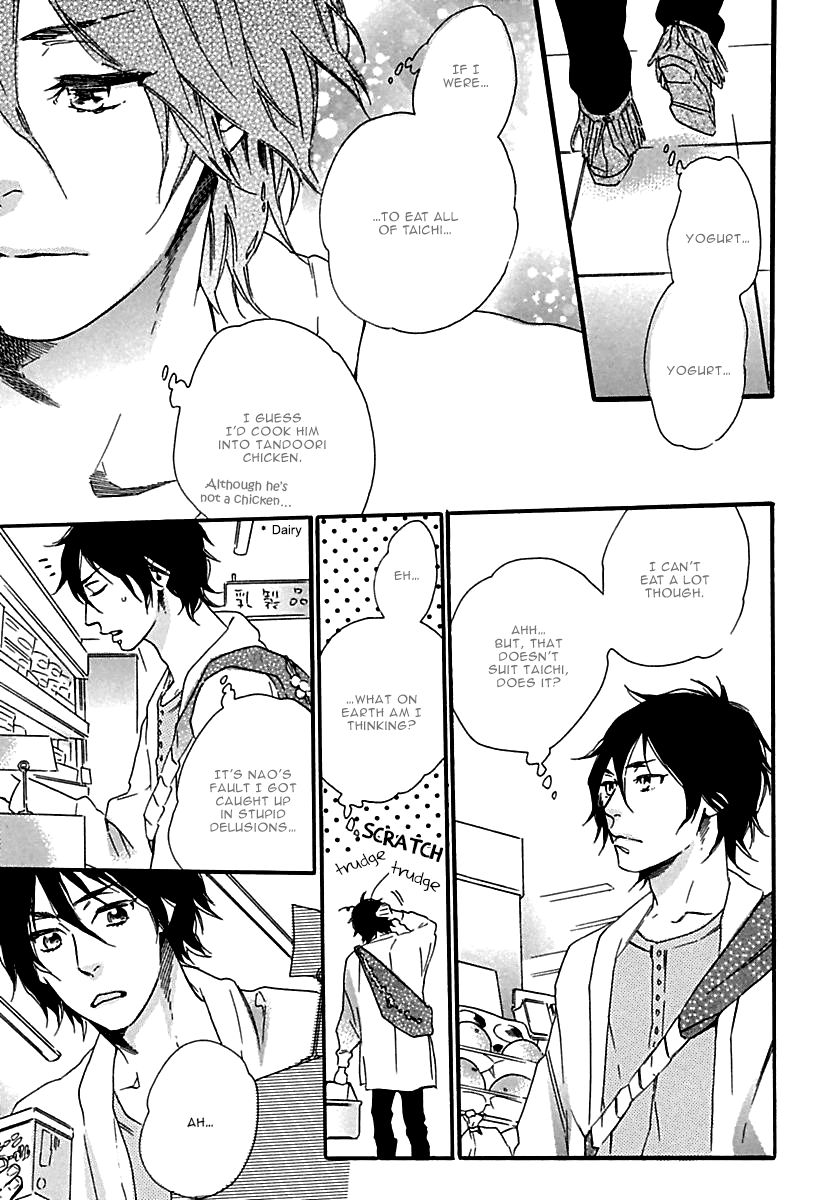 YOGURT...
YOGURT...
IF I
WERE...
...TO EAT ALL
OF TAICHI...
I GUESS
I'D COOK HIM
INTO TANDOORI
CHICKEN.
Although he's
not a chicken...
I CAN'T
EAT A LOT
THOUGH.
AHH...
BUT, THAT
DOESN'T
SUIT TAICHI,
DOES IT?
EH...
...WHAT ON
EARTH AM I
THINKING?
SCRATCH
trudge
trudge
• Dairy
乳製品
IT'S NAO'S
FAULT I GOT
CAUGHT UP
IN STUPID
DELUSIONS...
AH...